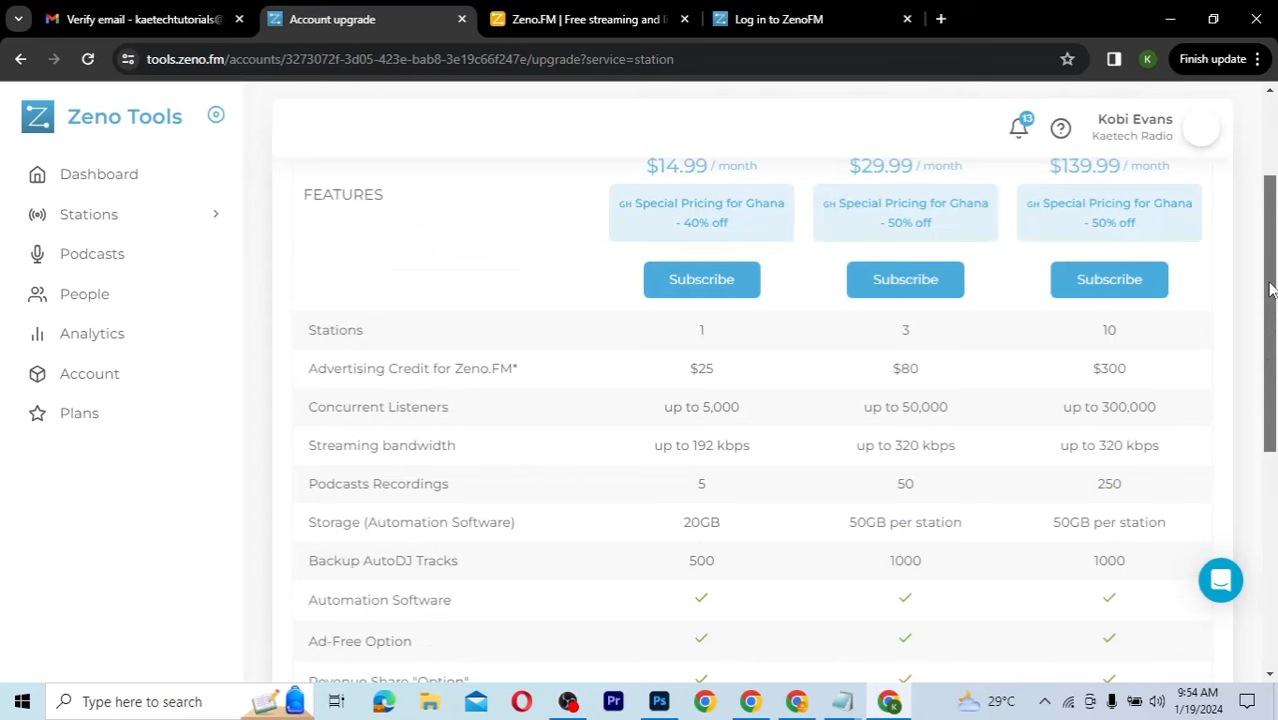 Verify email - kaetechtutorials@
Account upgrade
Zeno.FM | Free streaming and li
Log in to ZenoFM
tools.zeno.fm/accounts/3273072f-3d05-423e-bab8-3e19c66f247e/upgrade?service=station
K
Finish update
Zeno Tools
13
Kobi Evans
Kaetech Radio
Dashboard
Stations
Podcasts
People
Analytics
Account
Plans
$14.99 / month $29.99 / month $139.99 / month
FEATURES
GH Special Pricing for Ghana - 40% off
GH Special Pricing for Ghana - 50% off
GH Special Pricing for Ghana - 50% off
Subscribe Subscribe Subscribe
Stations 1 3 10
Advertising Credit for Zeno.FM* $25 $80 $300
Concurrent Listeners up to 5,000 up to 50,000 up to 300,000
Streaming bandwidth up to 192 kbps up to 320 kbps up to 320 kbps
Podcasts Recordings 5 50 250
Storage (Automation Software) 20GB 50GB per station 50GB per station
Backup AutoDJ Tracks 500 1000 1000
Automation Software
Ad-Free Option
Revenue Share "Option"
Type here to search
Pr
Ps
K
29°C
9:54 AM
1/19/2024